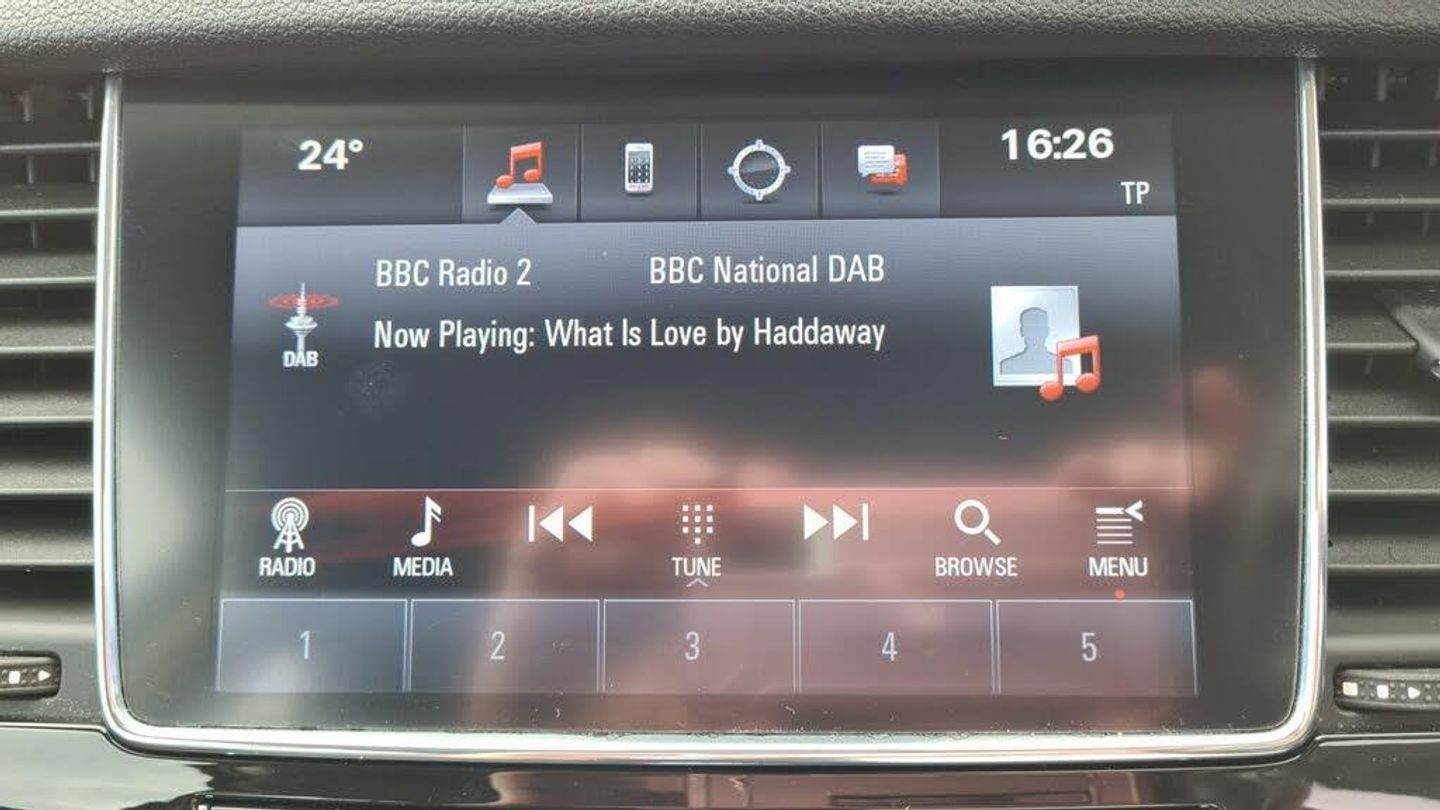 24° 16:26
TP
BBC Radio 2 BBC National DAB
Now Playing: What Is Love by Haddaway
DAB
RADIO MEDIA TUNE BROWSE MENU
1 2 3 4 5